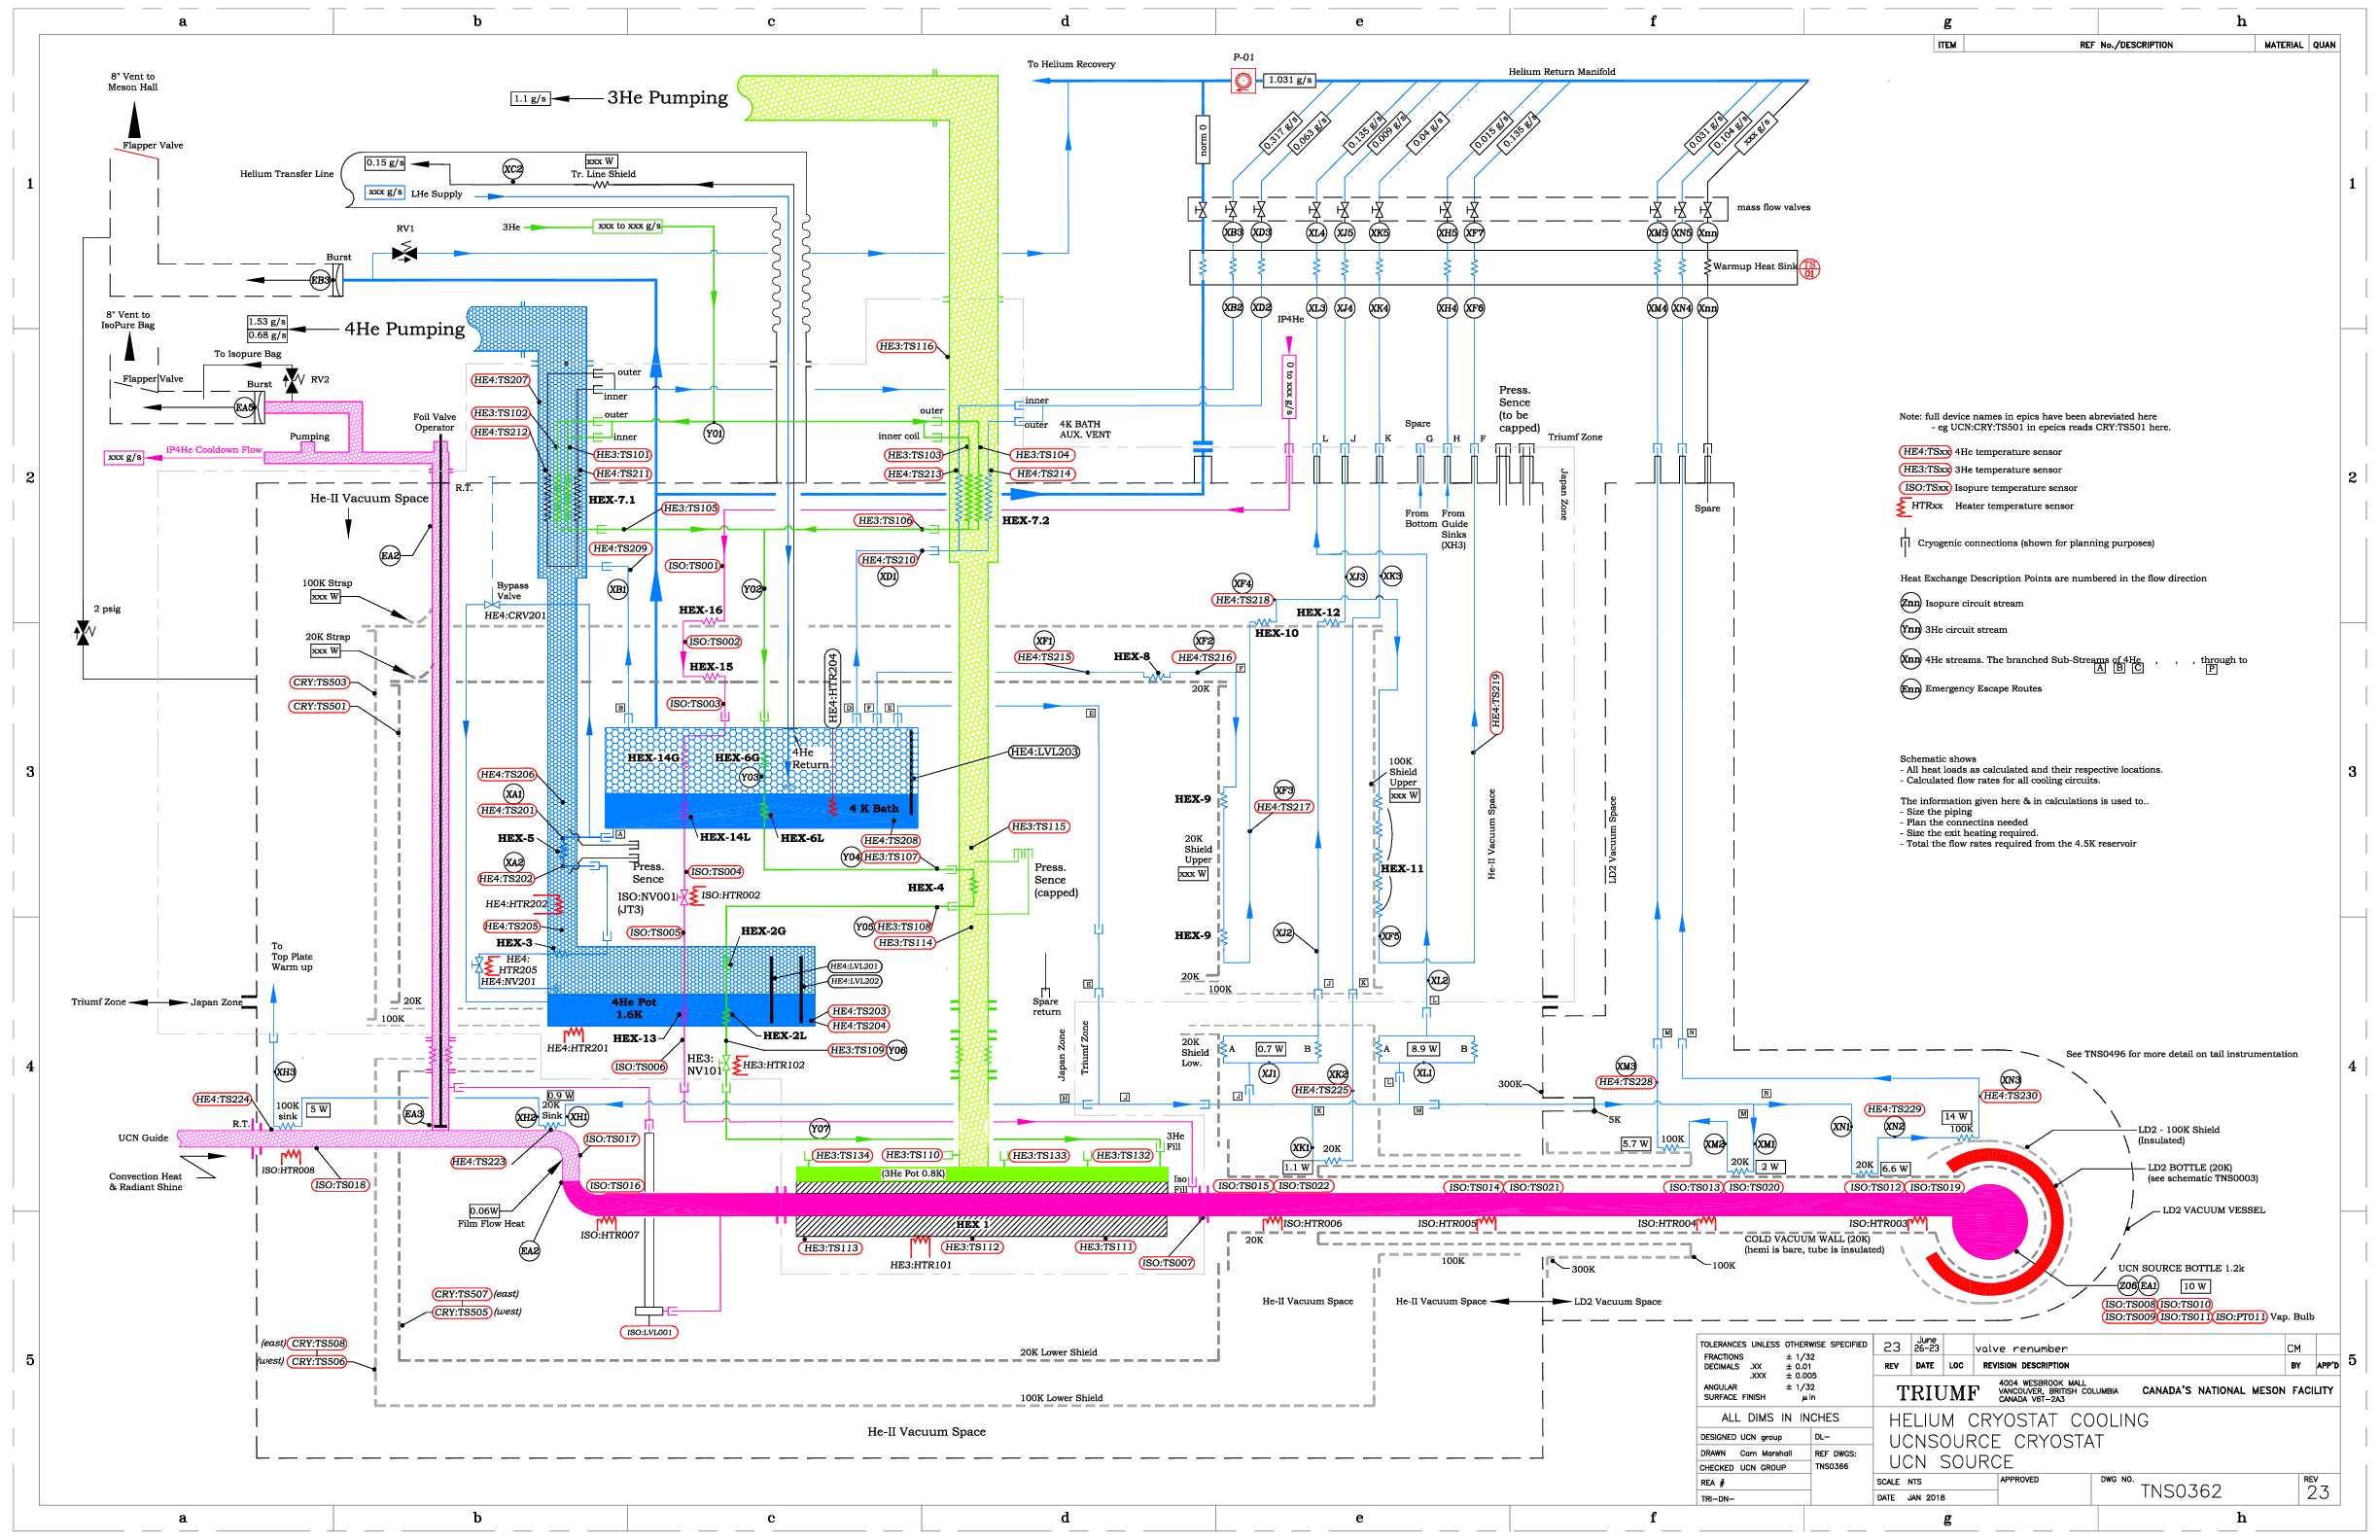 a b c d e f g h
ITEM REF No./DESCRIPTION MATERIAL QUAN
8" Vent to
Meson Hall
Flapper Valve
1.1 g/s 3He Pumping
To Helium Recovery
P-01
1.031 g/s
Helium Return Manifold
norm 0
0.317 g/s
0.063 g/s
0.135 g/s
0.009 g/s
0.04 g/s
0.015 g/s
0.135 g/s
0.031 g/s
0.104 g/s
xxx g/s
1
1
Helium Transfer Line
0.15 g/s
XC2
xxx W
Tr. Line Shield
xxx g/s LHe Supply
3He xxx to xxx g/s
RV1
Burst
EB3
mass flow valves
XB3 XD3 XL4 XJ5 XK5 XH5 XF7 XM5 XN5 Xnn
Warmup Heat Sink
TS
01
XB2 XD2 XL3 XJ4 XK4 XH4 XF6 XM4 XN4 Xnn
IP4He
0 to xxx g/s
8" Vent to
IsoPure Bag
1.53 g/s
0.68 g/s
4He Pumping
To Isopure Bag
Flapper Valve
Burst
RV2
EA5
Foil Valve
Operator
Pumping
xxx g/s IP4He Cooldown Flow
HE4:TS207
HE3:TS102
HE4:TS212
outer
inner
outer
inner
HE3:TS101
HE4:TS211
HEX-7.1
Y01
HE3:TS116
outer
inner coil
HE3:TS103
HE4:TS213
inner
outer
4K BATH
AUX. VENT
HE3:TS104
HE4:TS214
HEX-7.2
L J K G H F
Spare
Press.
Sence
(to be
capped)
Triumf Zone
Japan Zone
From
Bottom
From
Guide
Sinks
(XH3)
Spare
Note: full device names in epics have been abreviated here
- eg UCN:CRY:TS501 in epeics reads CRY:TS501 here.
HE4:TSxx 4He temperature sensor
HE3:TSxx 3He temperature sensor
ISO:TSxx Isopure temperature sensor
HTRxx Heater temperature sensor
Cryogenic connections (shown for planning purposes)
Heat Exchange Description Points are numbered in the flow direction
Znn Isopure circuit stream
Ynn 3He circuit stream
Xnn 4He streams. The branched Sub-Streams of 4He , , , through to
A B C P
Enn Emergency Escape Routes
2
2
He-II Vacuum Space
R.T.
EA2
HE3:TS105
HE3:TS106
HE4:TS209
ISO:TS001
XB1
Y02
HE4:TS210
XD1
100K Strap
xxx W
Bypass
Valve
HE4:CRV201
2 psig
20K Strap
xxx W
HEX-16
ISO:TS002
HEX-15
ISO:TS003
HE4:HTR204
XJ3 XK3
XF4
HE4:TS218
HEX-12
HEX-10
XF1
HE4:TS215
HEX-8
XF2
HE4:TS216
F
20K
CRY:TS503
CRY:TS501
B
D F E
E
HE4:TS219
HEX-14G
HEX-6G
4He
Return
Y03
HE4:LVL203
4 K Bath
HEX-14L
HEX-6L
HE4:TS208
HE4:TS206
XA1
HE4:TS201
HEX-5
A
XA2
HE4:TS202
Press.
Sence
HE3:TS115
Y04 HE3:TS107
Press.
Sence
(capped)
HEX-4
100K
Shield
Upper
xxx W
HEX-9
XF3
HE4:TS217
20K
Shield
Upper
xxx W
HEX-11
He-II Vacuum Space
LD2 Vacuum Space
Schematic shows
- All heat loads as calculated and their respective locations.
- Calculated flow rates for all cooling circuits.
The information given here & in calculations is used to..
- Size the piping
- Plan the connectins needed
- Size the exit heating required.
- Total the flow rates required from the 4.5K reservoir
3
3
ISO:TS004
ISO:NV001
(JT3)
ISO:HTR002
HE4:HTR202
HE4:TS205
HEX-3
ISO:TS005
HEX-2G
Y05 HE3:TS108
HE3:TS114
HE4:
HTR205
HE4:NV201
HE4:LVL201
HE4:LVL202
4He Pot
1.6K
HE4:TS203
HE4:TS204
HEX-13
HEX-2L
HE4:HTR201
ISO:TS006
HE3:
NV101
HE3:HTR102
HE3:TS109 Y06
HEX-9
XJ2
XF5
XL2
20K
100K
J K L
E
Spare
return
To
Top Plate
Warm up
Triumf Zone Japan Zone
20K
100K
Japan Zone
Triumf Zone
20K
Shield
Low.
A 0.7 W B
XJ1
A 8.9 W B
XL1
XK2
HE4:TS225
L
M N
XM3
HE4:TS228
300K
5K
See TNS0496 for more detail on tail instrumentation
4
4
XH3
HE4:TS224
100K
sink
5 W
EA3
0.9 W
20K
Sink
XH2 XH1
H J J K M
M N
XN3
HE4:TS230
HE4:TS229
XN1 XN2
14 W
100K
R.T.
UCN Guide
HE4:TS223
ISO:TS017
Y07
3He
Fill
XK1
20K
1.1 W
5.7 W
100K
XM2 XM1
20K
2 W
20K
6.6 W
LD2 - 100K Shield
(Insulated)
LD2 BOTTLE (20K)
(see schematic TNS0003)
LD2 VACUUM VESSEL
Convection Heat
& Radiant Shine
ISO:HTR008
ISO:TS018
ISO:TS016
HE3:TS134 HE3:TS110 HE3:TS133 HE3:TS132
(3He Pot 0.8K)
Iso
Fill
ISO:TS015 ISO:TS022 ISO:TS014 ISO:TS021 ISO:TS013 ISO:TS020 ISO:TS012 ISO:TS019
0.06W
Film Flow Heat
EA2
ISO:HTR007
HEX 1
HE3:TS113
HE3:HTR101
HE3:TS112
HE3:TS111
ISO:TS007
ISO:HTR006 ISO:HTR005 ISO:HTR004 ISO:HTR003
20K
100K
COLD VACUUM WALL (20K)
(hemi is bare, tube is insulated)
300K
100K
UCN SOURCE BOTTLE 1.2k
Z06 EA1 10 W
ISO:TS008 ISO:TS010
ISO:TS009 ISO:TS011 ISO:PT011 Vap. Bulb
He-II Vacuum Space
He-II Vacuum Space LD2 Vacuum Space
CRY:TS507 (east)
CRY:TS505 (west)
ISO:LVL001
(east) CRY:TS508
(west) CRY:TS506
20K Lower Shield
100K Lower Shield
He-II Vacuum Space
5
5
TOLERANCES UNLESS OTHERWISE SPECIFIED
FRACTIONS ± 1/32
DECIMALS .XX ± 0.01
.XXX ± 0.005
ANGULAR ± 1/32
SURFACE FINISH µin
ALL DIMS IN INCHES
DESIGNED UCN group DL-
DRAWN Cam Marshall REF DWGS:
CHECKED UCN GROUP TNS0366
REA #
TRI-DN-
23 June 26-23 valve renumber CM
REV DATE LOC REVISION DESCRIPTION BY APP'D
TRIUMF
4004 WESBROOK MALL
VANCOUVER, BRITISH COLUMBIA
CANADA V6T-2A3
CANADA'S NATIONAL MESON FACILITY
HELIUM CRYOSTAT COOLING
UCNSOURCE CRYOSTAT
UCN SOURCE
SCALE NTS APPROVED DWG NO. TNS0362 REV 23
DATE JAN 2018
a b c d e f g h